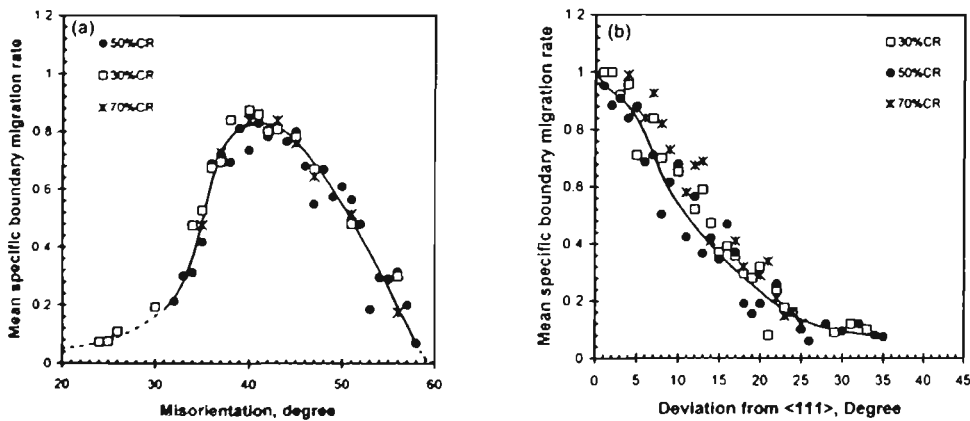 (a)
Mean specific boundary migration rate
1 2
1
0.8
0.6
0.4
0.2
0
50%CR
30%CR
70%CR
20 30 40 50 60
Misorientation, degree
(b)
Mean specific boundary migration rate
1 2
1
0.8
0.6
0.4
0.2
0
30%CR
50%CR
70%CR
0 5 10 15 20 25 30 35 40 45
Deviation from <111>, Degree